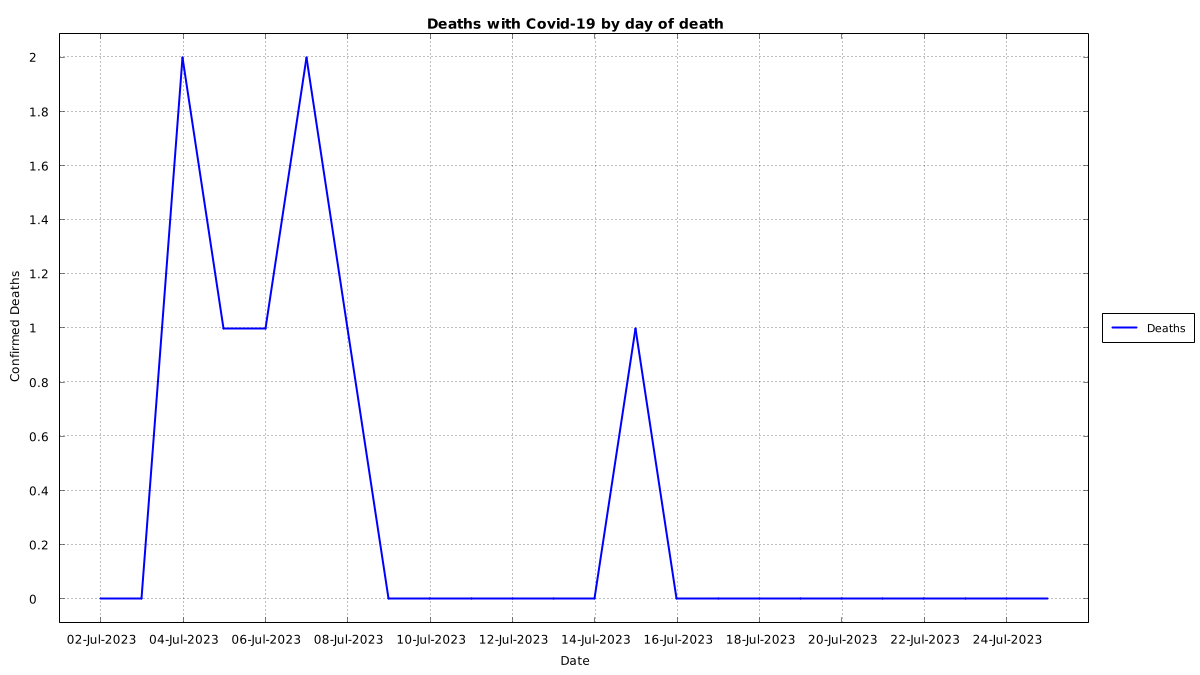 Deaths with Covid-19 by day of death
2
1.8
1.6
1.4
1.2
1
0.8
0.6
0.4
0.2
0
Confirmed Deaths
02-Jul-2023 04-Jul-2023 06-Jul-2023 08-Jul-2023 10-Jul-2023 12-Jul-2023 14-Jul-2023 16-Jul-2023 18-Jul-2023 20-Jul-2023 22-Jul-2023 24-Jul-2023
Date
Deaths